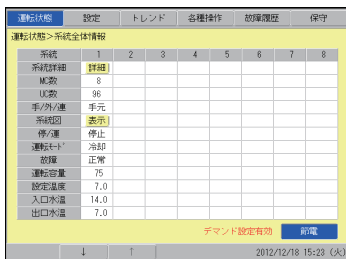 運転状態 設定 トレンド 各種操作 故障履歴 保守
運転状態＞系統全体情報
系統 1 2 3 4 5 6 7 8
系統詳細 詳細
MC数 8
UC数 96
手/外/連 手元
系統図 表示
停/運 停止
運転ﾓｰﾄﾞ 冷却
故障 正常
運転容量 75
設定温度 7.0
入口水温 14.0
出口水温 7.0
デマンド設定有効 節電
↓ ↑ 2012/12/18 15:23 (火)